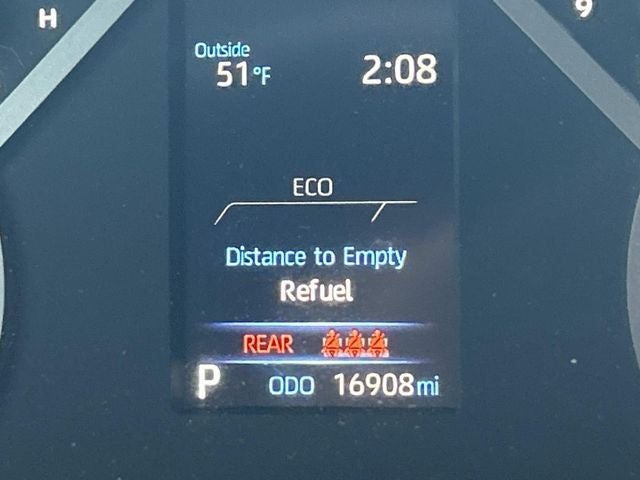 H
9
Outside
51°F
2:08
ECO
Distance to Empty
Refuel
REAR
P
ODO 16908mi